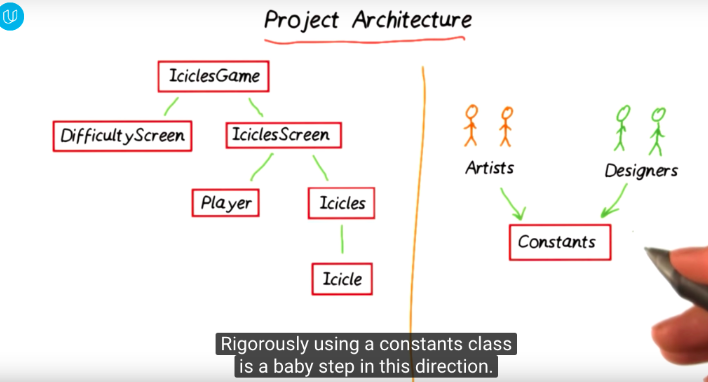 Project Architecture
IciclesGame
DifficultyScreen
IciclesScreen
Player
Icicles
Icicle
Artists
Designers
Constants
Rigorously using a constants class
is a baby step in this direction.